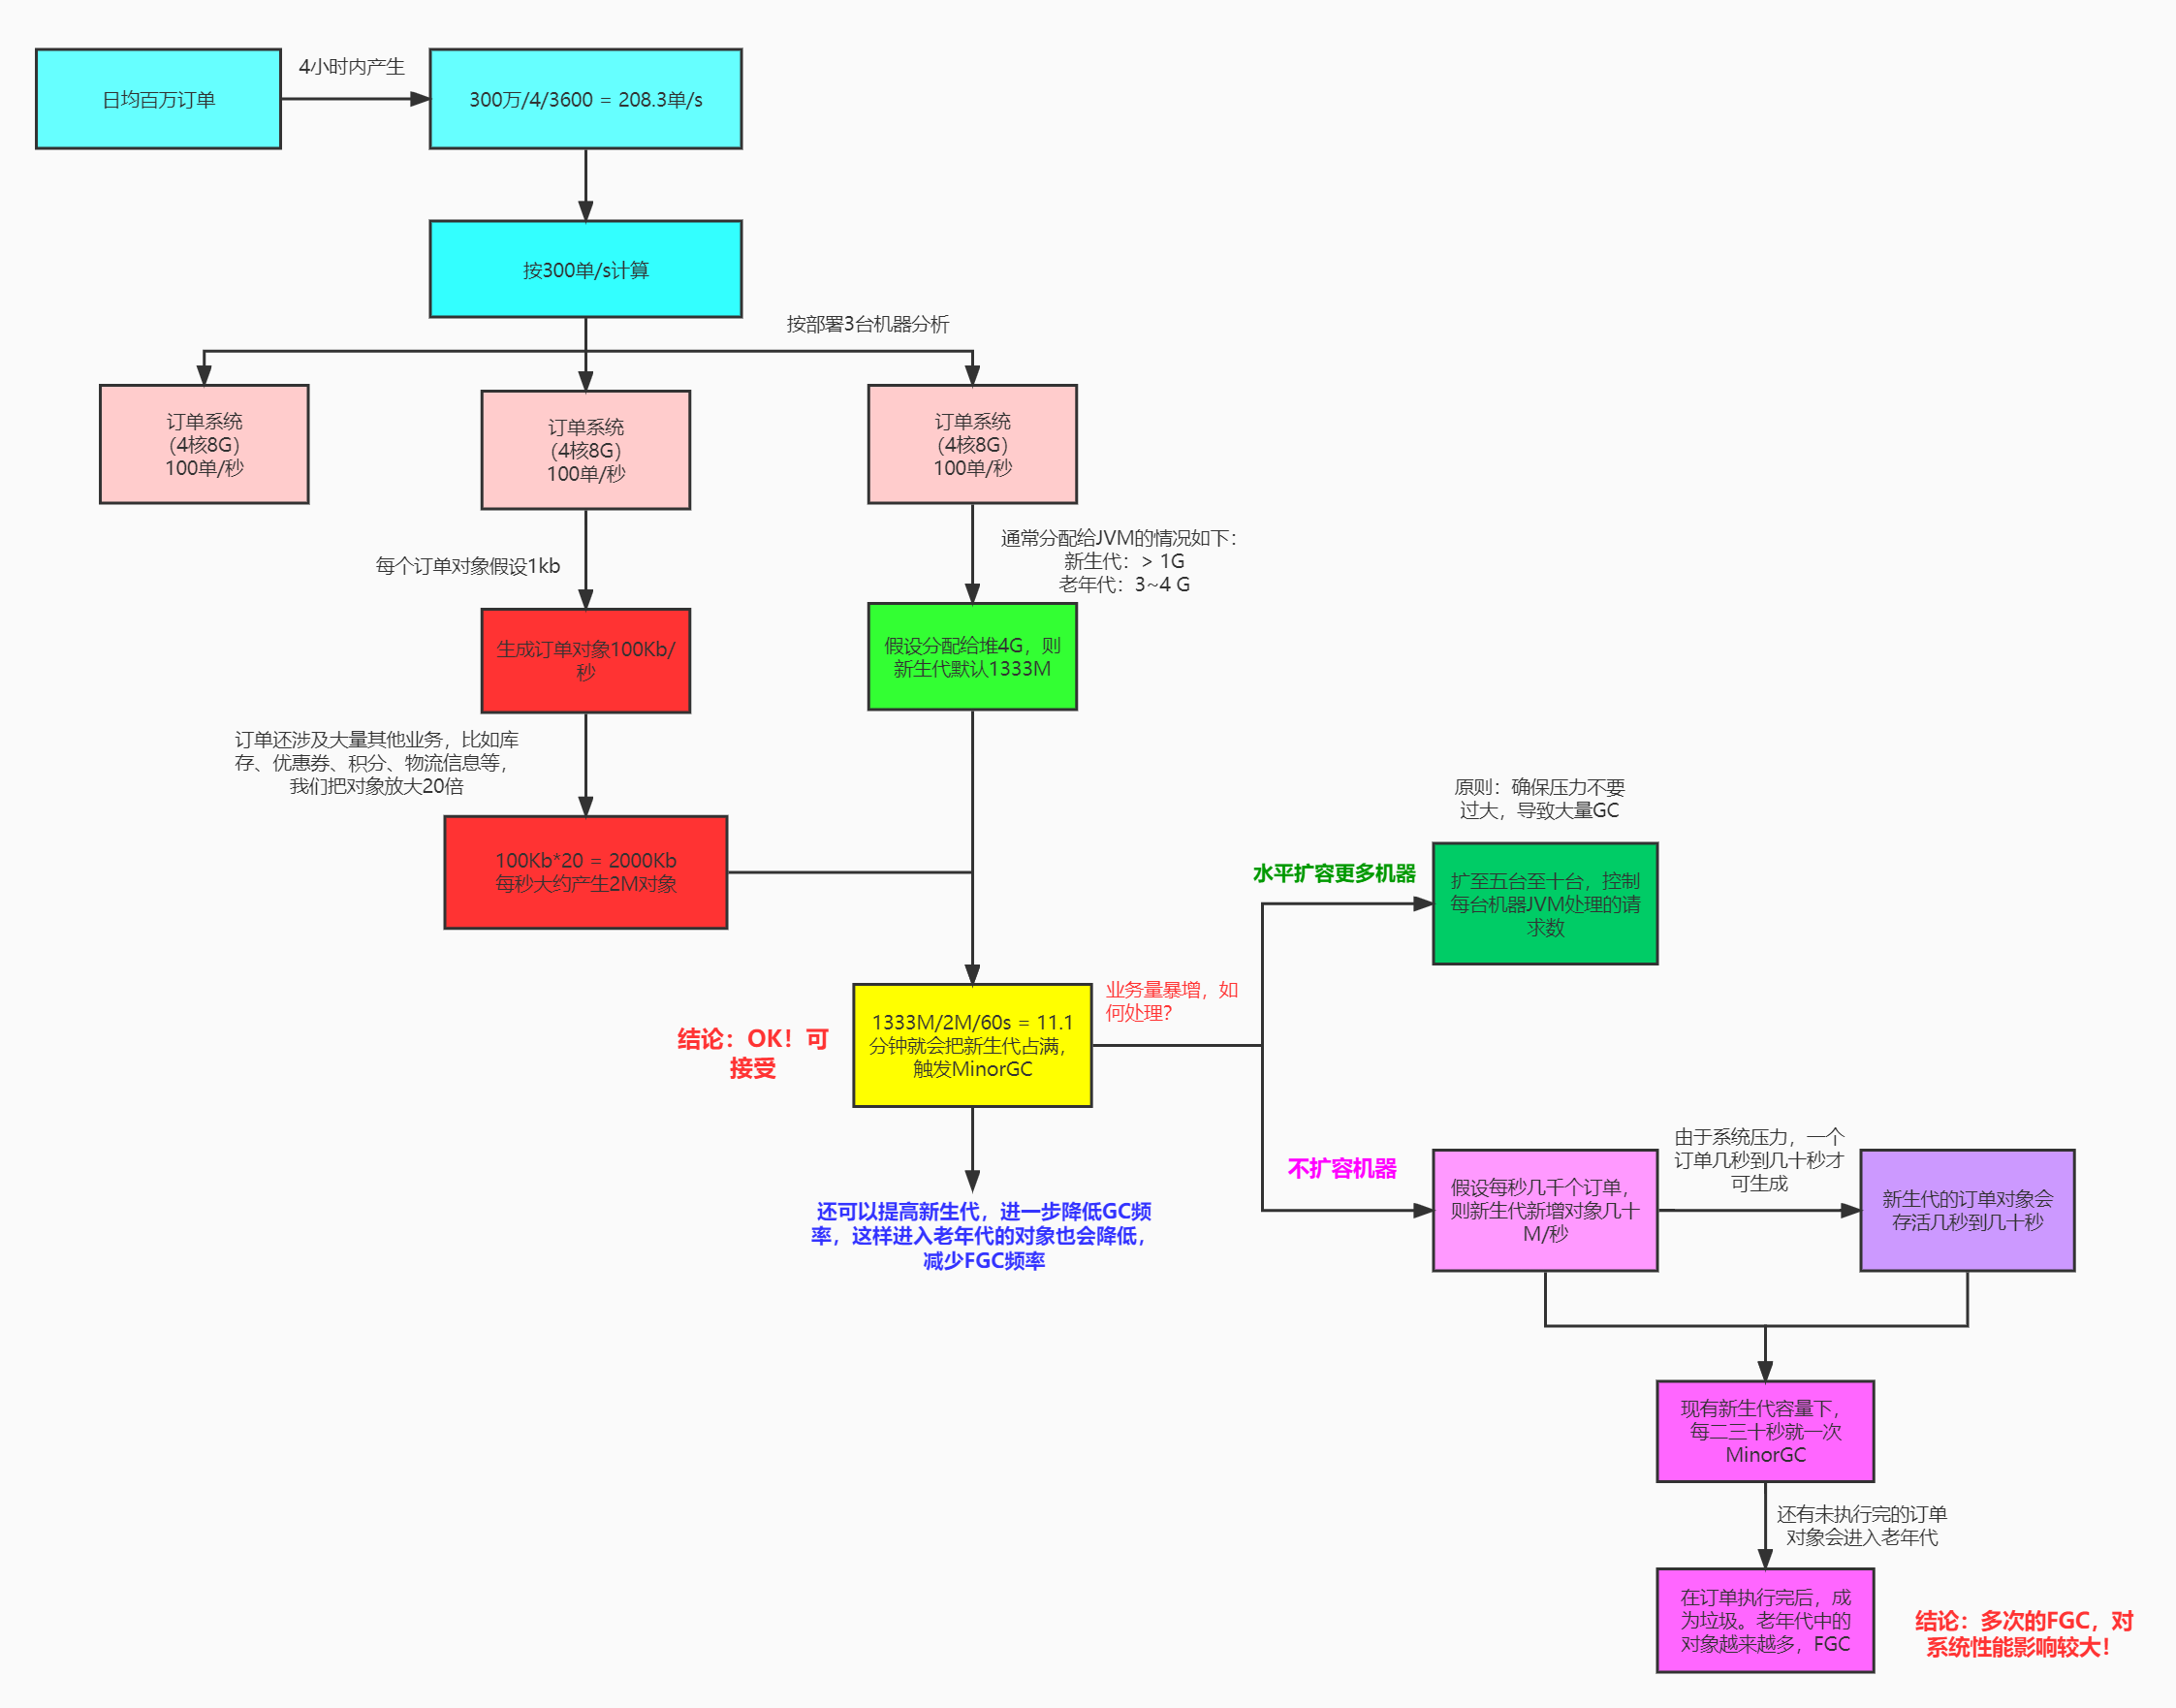 日均百万订单
4小时内产生
300万/4/3600 = 208.3单/s
按300单/s计算
按部署3台机器分析
订单系统
（4核8G）
100单/秒
订单系统
（4核8G）
100单/秒
订单系统
（4核8G）
100单/秒
每个订单对象假设1kb
通常分配给JVM的情况如下：
新生代：> 1G
老年代：3~4 G
生成订单对象100Kb/
秒
假设分配给堆4G，则
新生代默认1333M
订单还涉及大量其他业务，比如库
存、优惠券、积分、物流信息等，
我们把对象放大20倍
100Kb*20 = 2000Kb
每秒大约产生2M对象
原则：确保压力不要
过大，导致大量GC
水平扩容更多机器
扩至五台至十台，控制
每台机器JVM处理的请
求数
业务量暴增，如
何处理？
结论：OK！可
接受
1333M/2M/60s = 11.1
分钟就会把新生代占满，
触发MinorGC
还可以提高新生代，进一步降低GC频
率，这样进入老年代的对象也会降低，
减少FGC频率
不扩容机器
假设每秒几千个订单，
则新生代新增对象几十
M/秒
由于系统压力，一个
订单几秒到几十秒才
可生成
新生代的订单对象会
存活几秒到几十秒
现有新生代容量下，
每二三十秒就一次
MinorGC
还有未执行完的订单
对象会进入老年代
在订单执行完后，成
为垃圾。老年代中的
对象越来越多，FGC
结论：多次的FGC，对
系统性能影响较大！